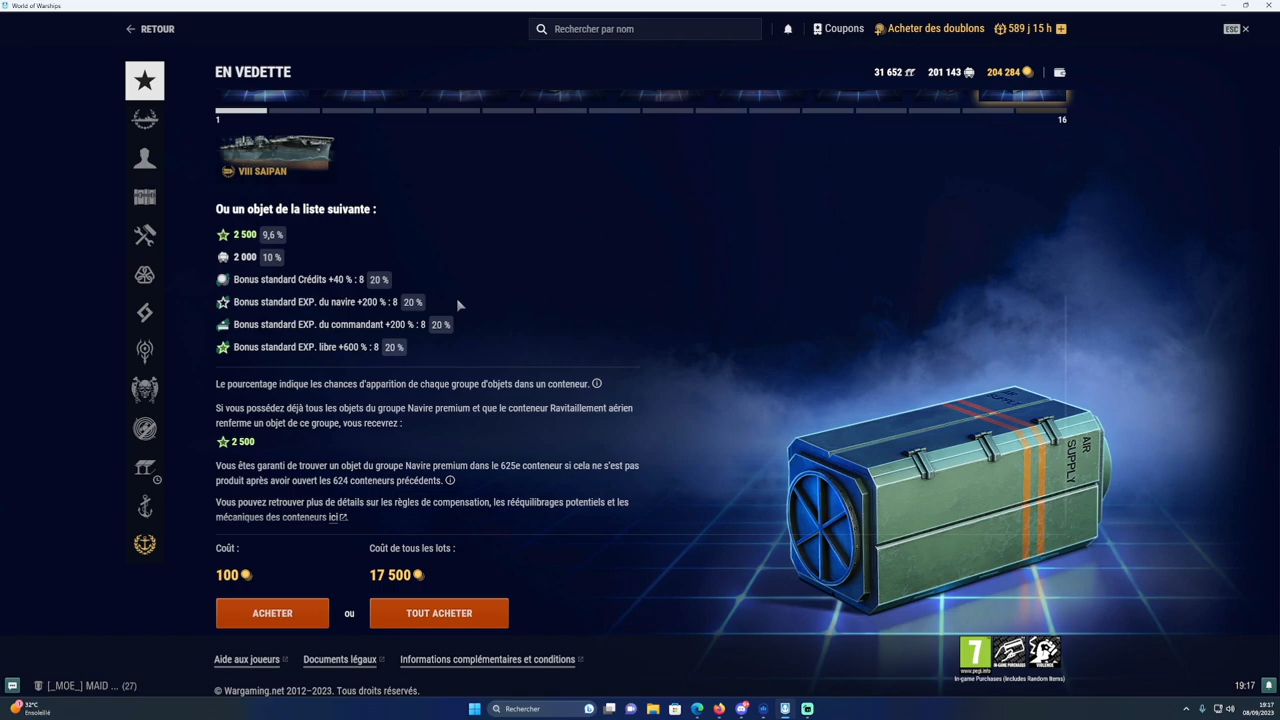 World of Warships
RETOUR
Rechercher par nom
Coupons
Acheter des doublons
589 j 15 h
ESC
EN VEDETTE
31 652
201 143
204 284
1
16
VIII SAIPAN
Ou un objet de la liste suivante :
2 500 9,6 %
2 000 10 %
Bonus standard Crédits +40 % : 8 20 %
Bonus standard EXP. du navire +200 % : 8 20 %
Bonus standard EXP. du commandant +200 % : 8 20 %
Bonus standard EXP. libre +600 % : 8 20 %
Le pourcentage indique les chances d'apparition de chaque groupe d'objets dans un conteneur.
Si vous possédez déjà tous les objets du groupe Navire premium et que le conteneur Ravitaillement aérien
renferme un objet de ce groupe, vous recevrez :
2 500
Vous êtes garanti de trouver un objet du groupe Navire premium dans le 625e conteneur si cela ne s'est pas
produit après avoir ouvert les 624 conteneurs précédents.
Vous pouvez retrouver plus de détails sur les règles de compensation, les rééquilibrages potentiels et les
mécaniques des conteneurs ici
AIR SUPPLY
AIR SUPPLY
Coût :
Coût de tous les lots :
100
17 500
ACHETER
ou
TOUT ACHETER
7
www.pegi.info
IN-GAME PURCHASES
VIOLENCE
In-game Purchases (Includes Random Items)
Aide aux joueurs
Documents légaux
Informations complémentaires et conditions
[_MOE_] MAID ... (27)
19:17
© Wargaming.net 2012–2023. Tous droits réservés.
32°C
Ensoleillé
Rechercher
19:17
08/09/2023